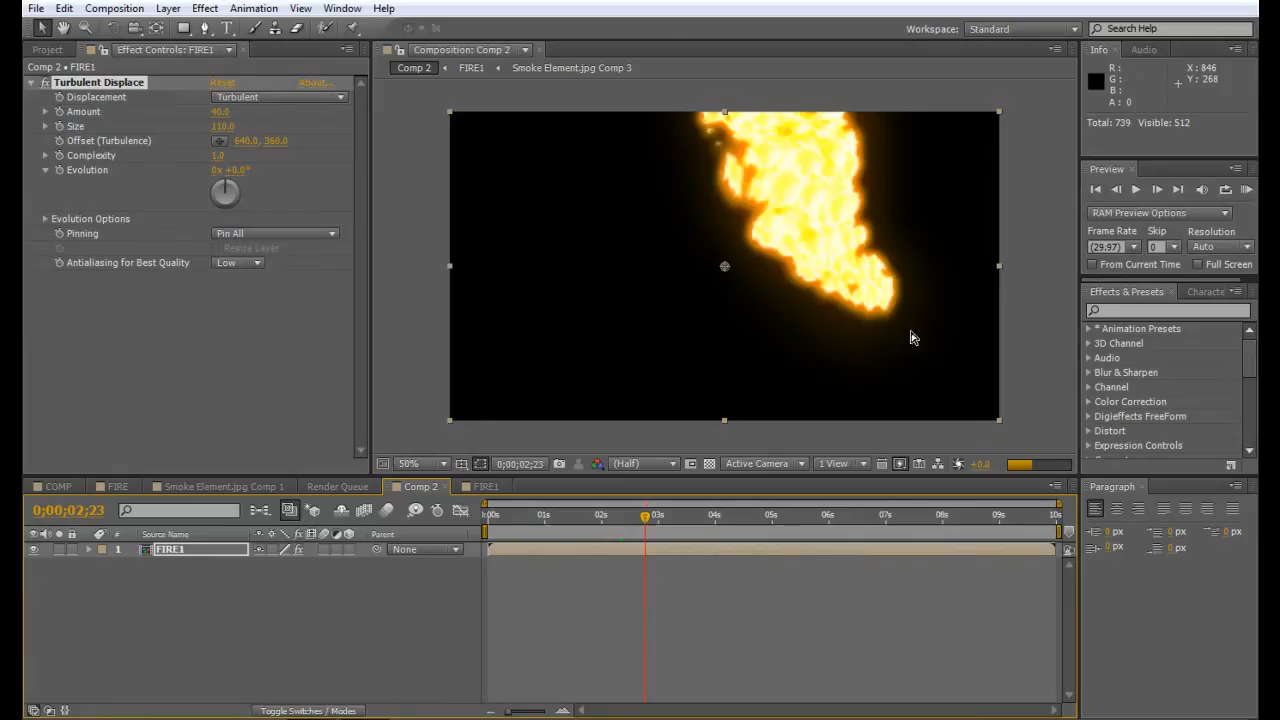 File Edit Composition Layer Effect Animation View Window Help
Workspace: Standard Search Help
Project Effect Controls: FIRE1
Comp 2 • FIRE1
Turbulent Displace Reset About...
Displacement Turbulent
Amount 40.0
Size 110.0
Offset (Turbulence) 640.0, 360.0
Complexity 1.0
Evolution 0x +0.0°
Evolution Options
Pinning Pin All
Resize Layer
Antialiasing for Best Quality Low
Composition: Comp 2
Comp 2 FIRE1 Smoke Element.jpg Comp 3
50% 0;00;02;23 (Half) Active Camera 1 View +0.0
Info Audio
R: X: 846
G: Y: 268
B:
A: 0
Total: 739 Visible: 512
Preview
RAM Preview Options
Frame Rate Skip Resolution
(29.97) 0 Auto
From Current Time Full Screen
Effects & Presets Characte
* Animation Presets
3D Channel
Audio
Blur & Sharpen
Channel
Color Correction
Digieffects FreeForm
Distort
Expression Controls
COMP FIRE Smoke Element.jpg Comp 1 Render Queue Comp 2 FIRE1
0;00;02;23
:00s 01s 02s 03s 04s 05s 06s 07s 08s 09s 10s
# Source Name Parent
1 FIRE1 None
Toggle Switches / Modes
Paragraph
0 px 0 px 0 px
0 px 0 px